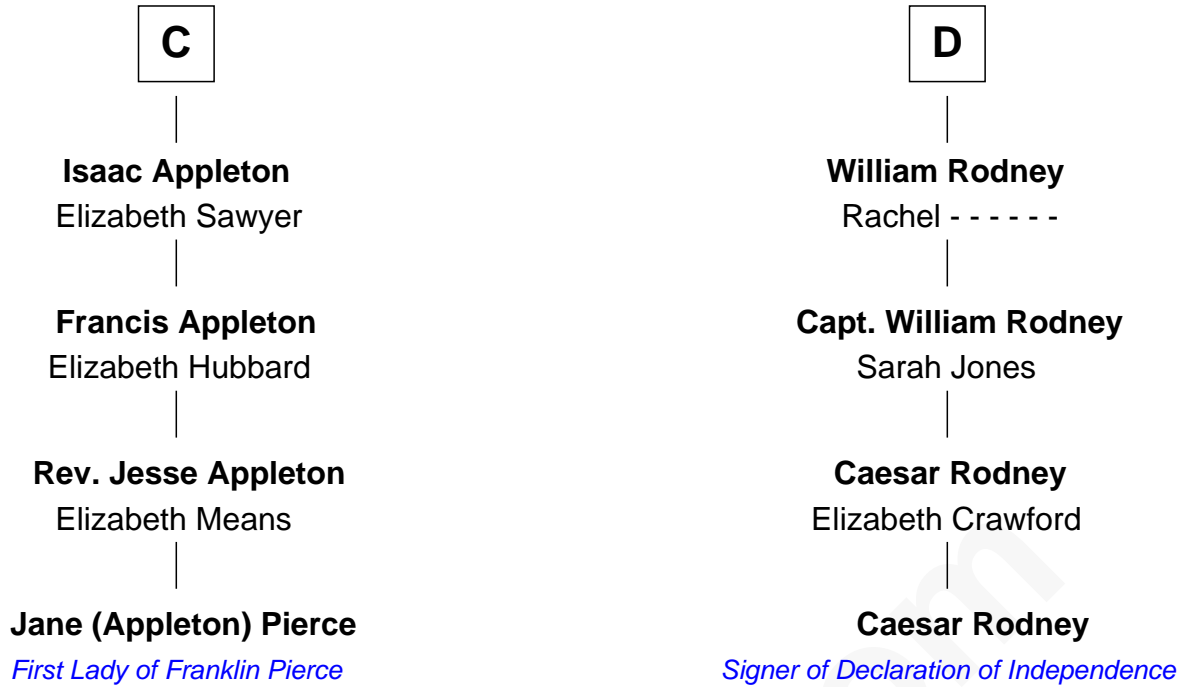 C
Isaac Appleton
Elizabeth Sawyer
Francis Appleton
Elizabeth Hubbard
Rev. Jesse Appleton
Elizabeth Means
Jane (Appleton) Pierce
First Lady of Franklin Pierce
D
William Rodney
Rachel - - - - - -
Capt. William Rodney
Sarah Jones
Caesar Rodney
Elizabeth Crawford
Caesar Rodney
Signer of Declaration of Independence